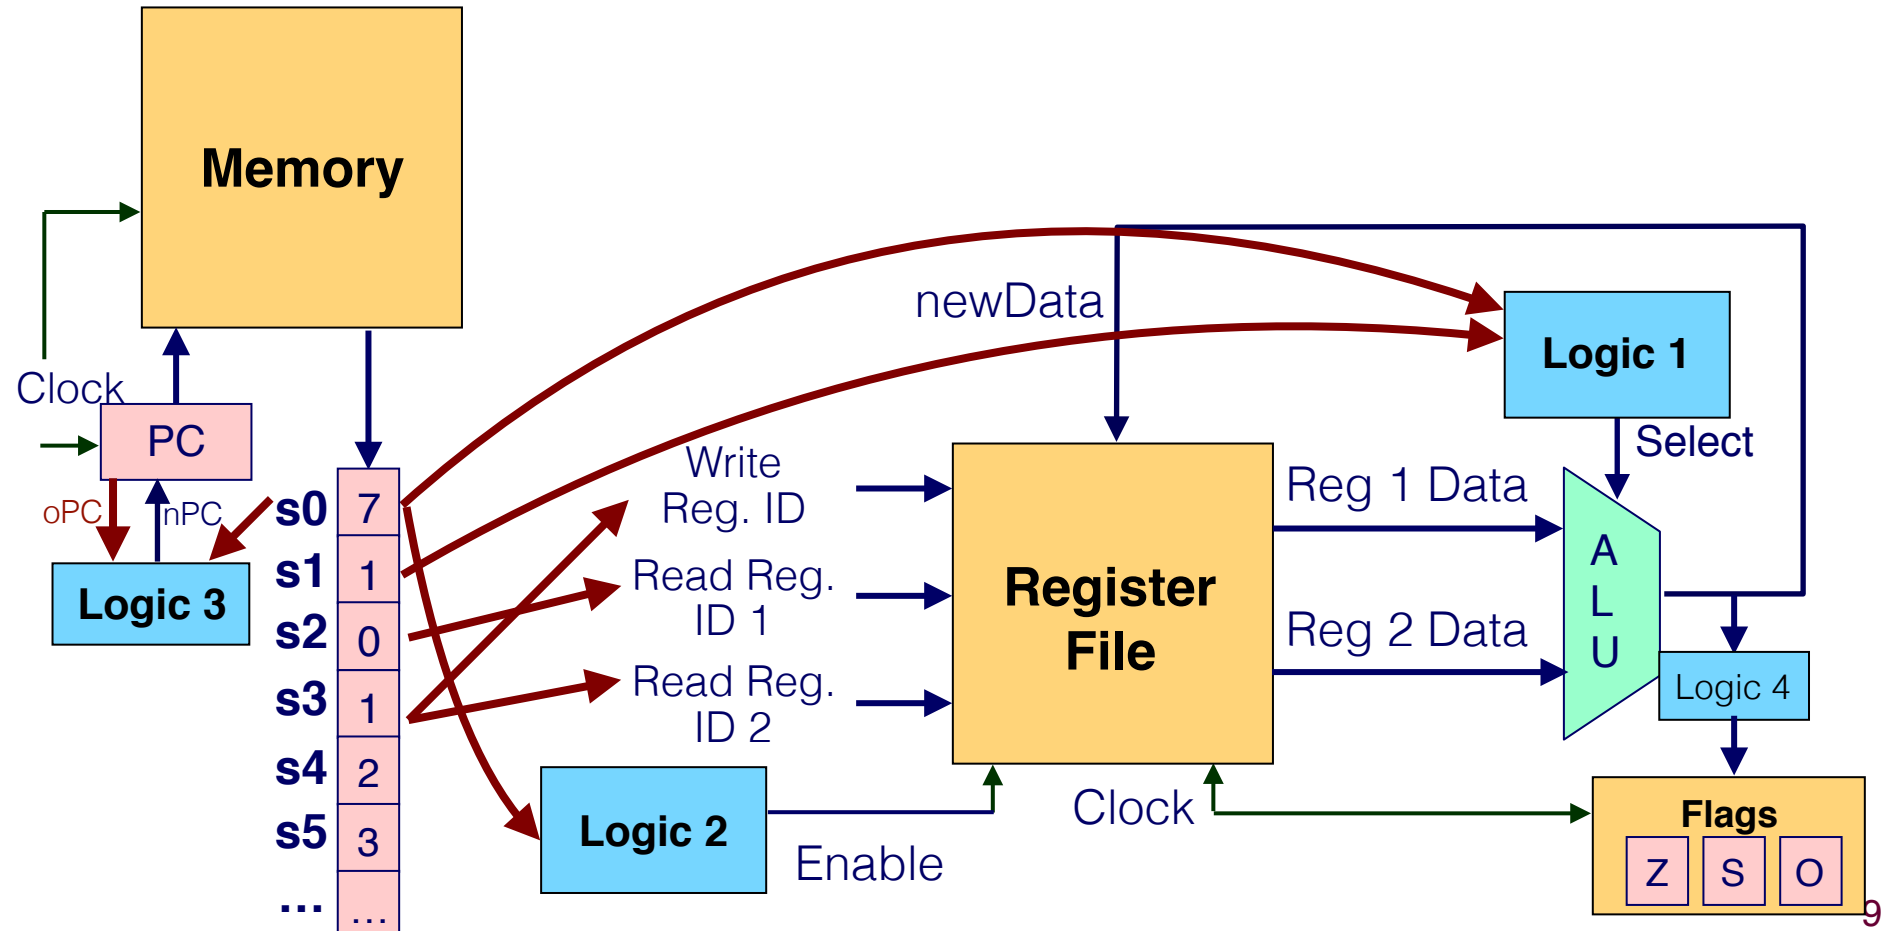 Memory
Clock
PC
oPC
nPC
Logic 3
s0 7
s1 1
s2 0
s3 1
s4 2
s5 3
... ...
Write
Reg. ID
Read Reg.
ID 1
Read Reg.
ID 2
Logic 2
Enable
newData
Register
File
Clock
Reg 1 Data
Reg 2 Data
Logic 1
Select
A
L
U
Logic 4
Flags
Z S O
9